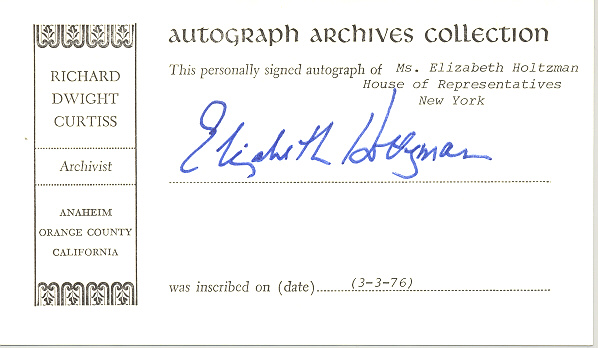 RICHARD
DWIGHT
CURTISS
Archivist
ANAHEIM
ORANGE COUNTY
CALIFORNIA
autograph archives collection
This personally signed autograph of Ms. Elizabeth Holtzman
House of Representatives
New York
Elizabeth Holtzman
was inscribed on (date).....(3-3-76)